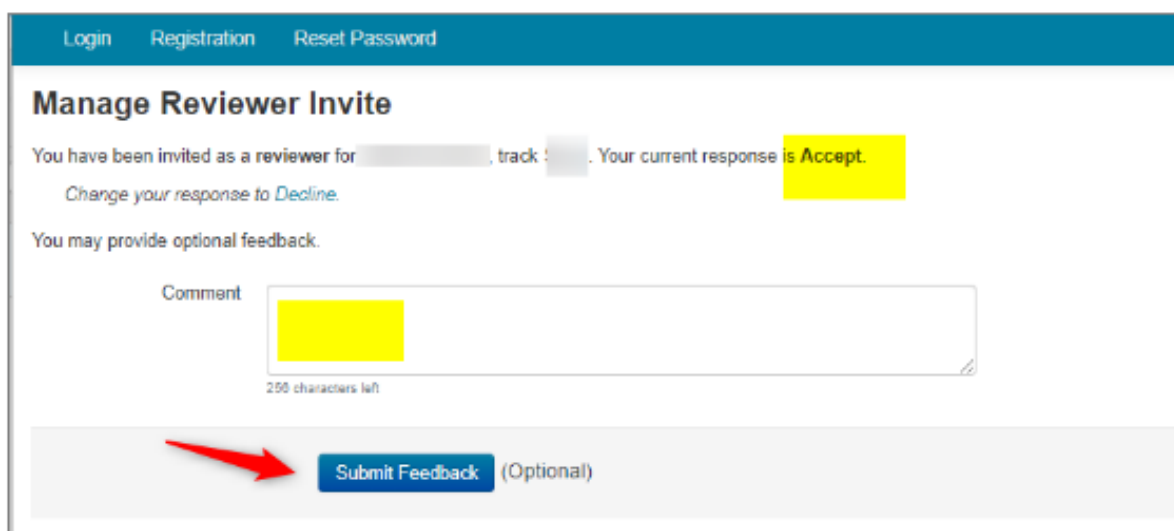 Login Registration Reset Password
Manage Reviewer Invite
You have been invited as a reviewer for , track . Your current response is Accept.
Change your response to Decline.
You may provide optional feedback.
Comment
256 characters left
Submit Feedback (Optional)